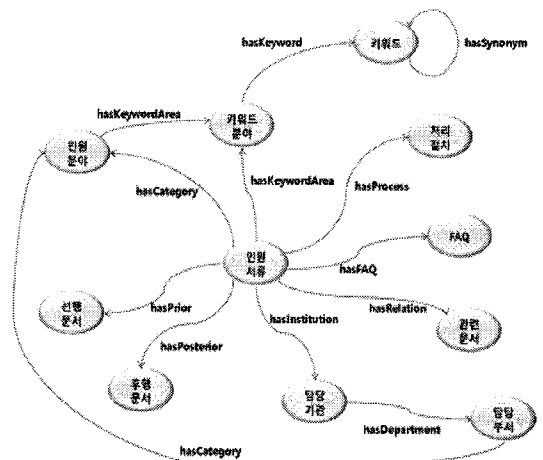 hasKeyword
키워드
hasSynonym
hasKeywordArea
키워드
분야
민원
분야
처리
절차
hasKeywordArea
hasProcess
hasCategory
FAQ
민원
서류
hasFAQ
선행
문서
hasPrior
hasInstitution
hasRelation
관련
문서
hasPosterior
후행
문서
담당
기관
담당
부서
hasDepartment
hasCategory